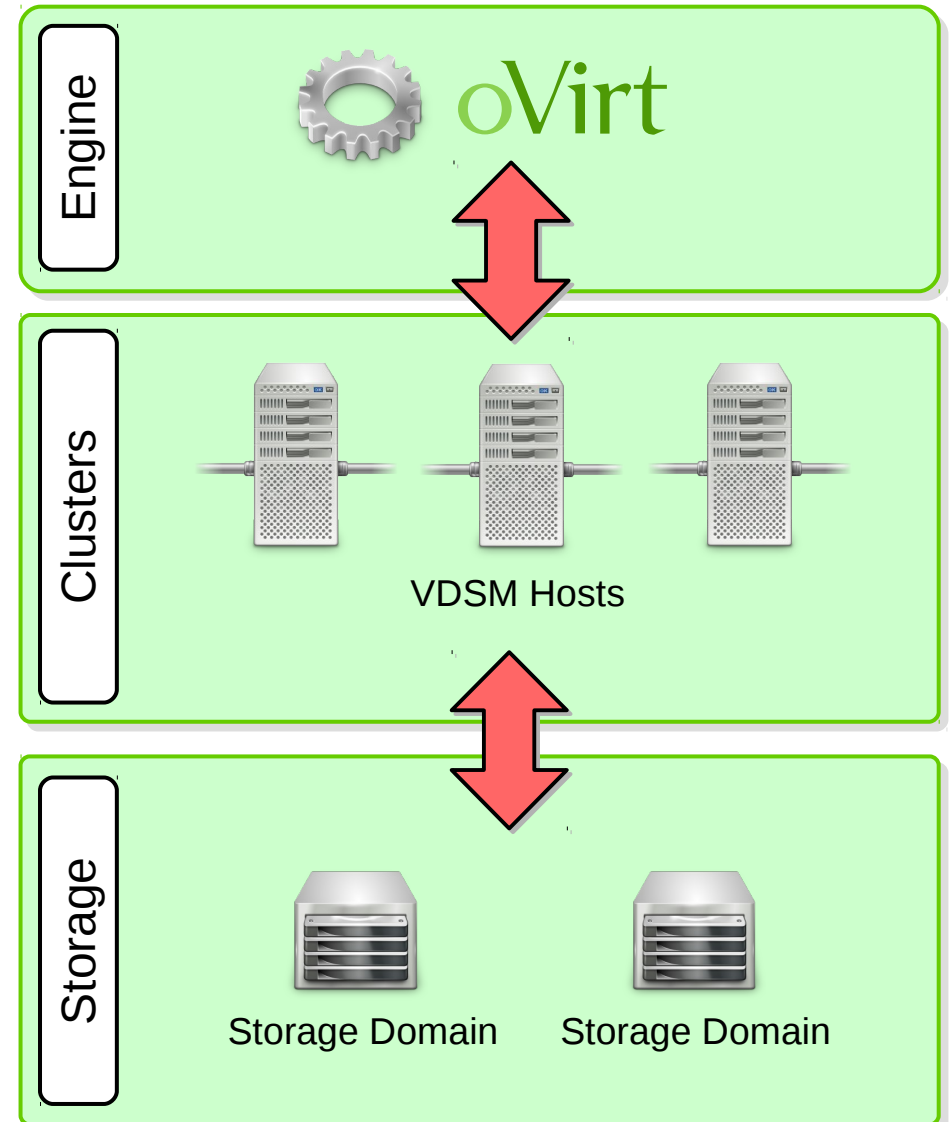 Engine
oVirt
Clusters
VDSM Hosts
Storage
Storage Domain
Storage Domain